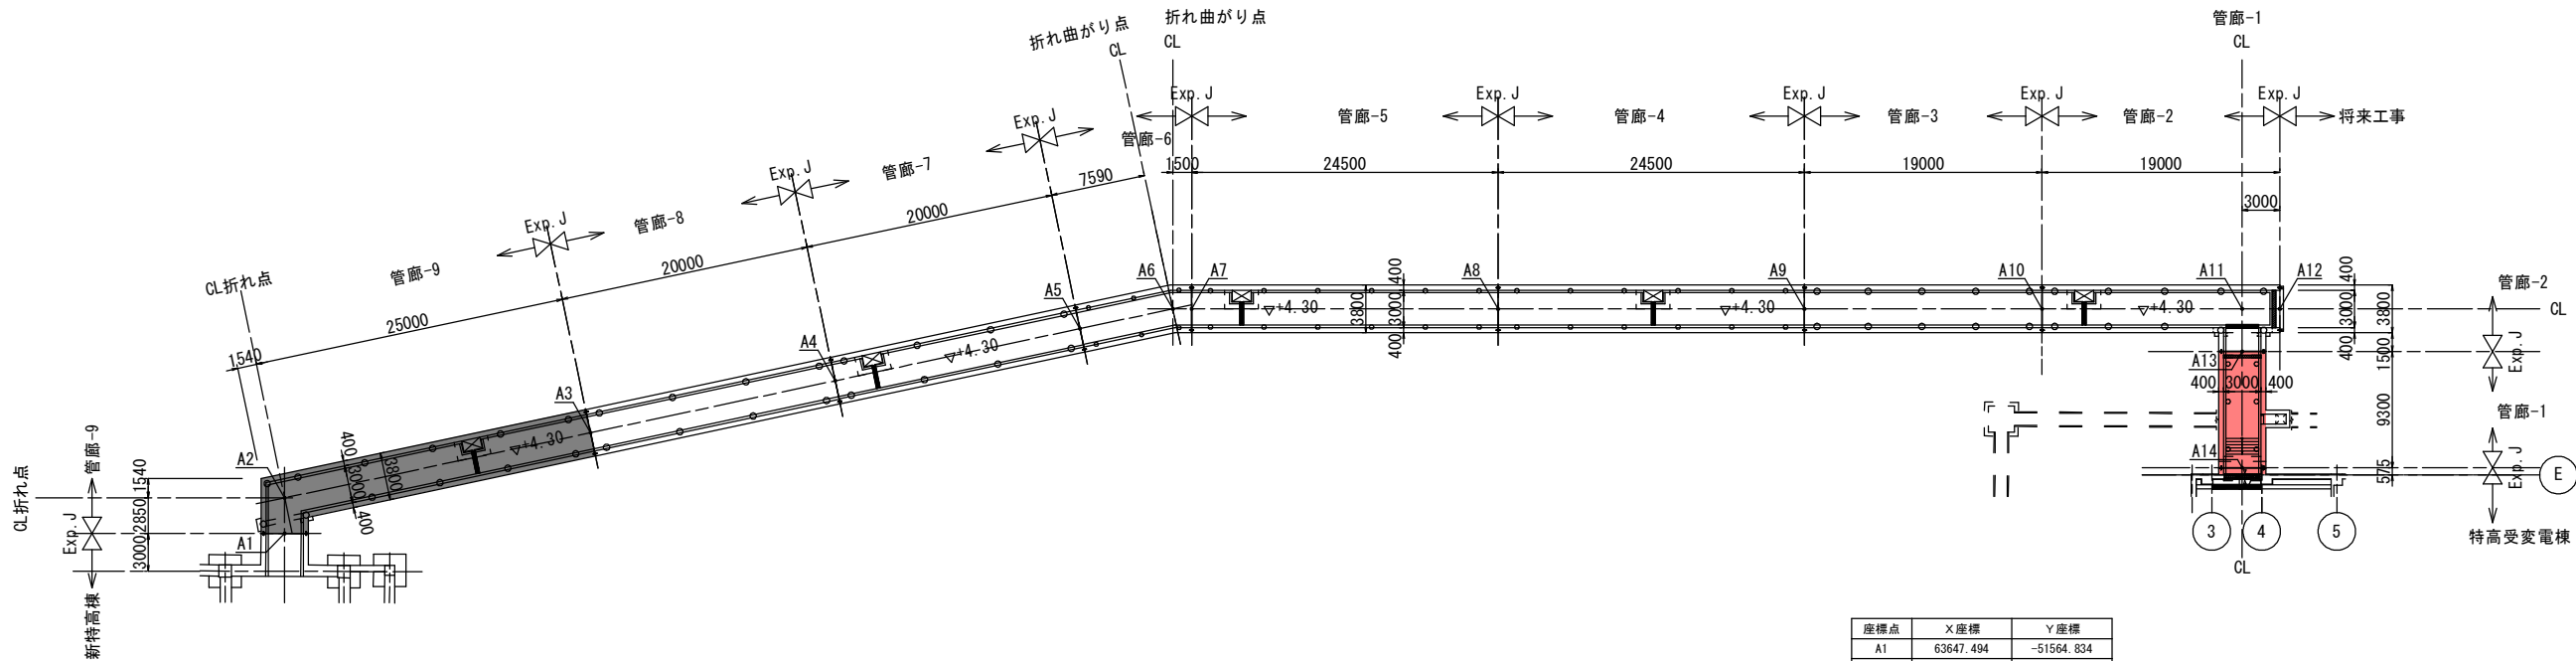 折れ曲がり点
CL
折れ曲がり点
CL
管廊-1
CL
Exp.J
Exp.J
Exp.J
Exp.J
Exp.J
管廊-5
管廊-4
管廊-3
管廊-2
将来工事
Exp.J
管廊-6
Exp.J
管廊-7
Exp.J
管廊-8
管廊-9
CL折れ点
1500
24500
24500
19000
19000
3000
7590
20000
20000
25000
1540
A6
A7
A8
A9
A10
A11
A12
A5
A4
A3
A2
A1
A13
A14
+4.30
+4.30
+4.30
+4.30
+4.30
+4.30
3800
400
3000
400
400
3000
400
3800
1500
9300
575
管廊-2
CL
Exp.J
管廊-1
Exp.J
E
特高受変電棟
400
3000
400
3
4
5
CL
400
3000
400
3800
CL折れ点
管廊-9
Exp.J
新特高棟
1540
2850
3000
座標点 X座標 Y座標
A1 63647.494 -51564.834